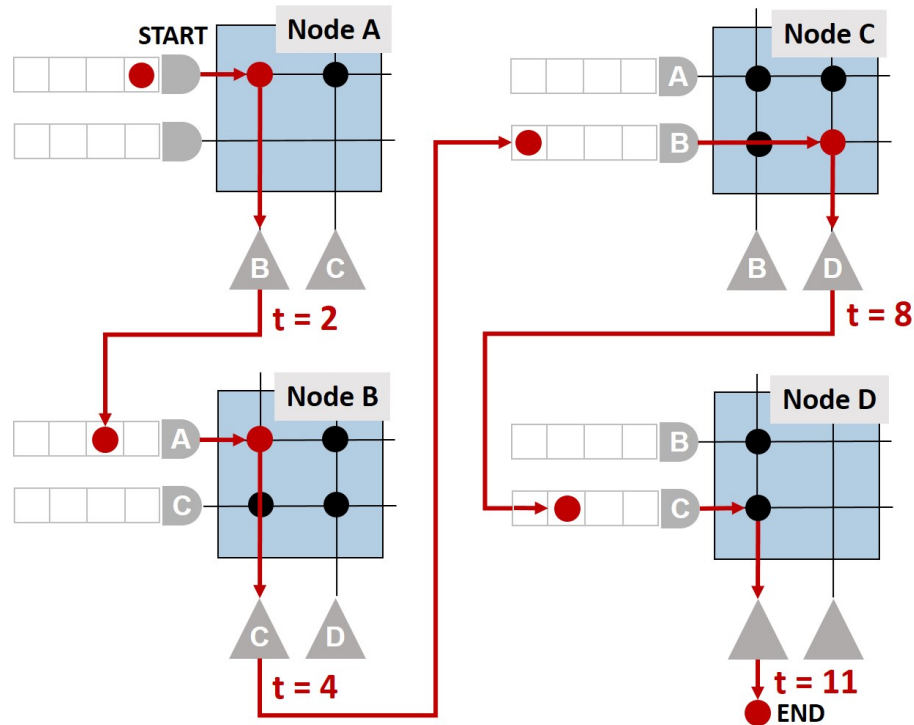 START
Node A
B
C
t = 2
Node B
A
C
C
D
t = 4
Node C
A
B
B
D
t = 8
Node D
B
C
t = 11
END